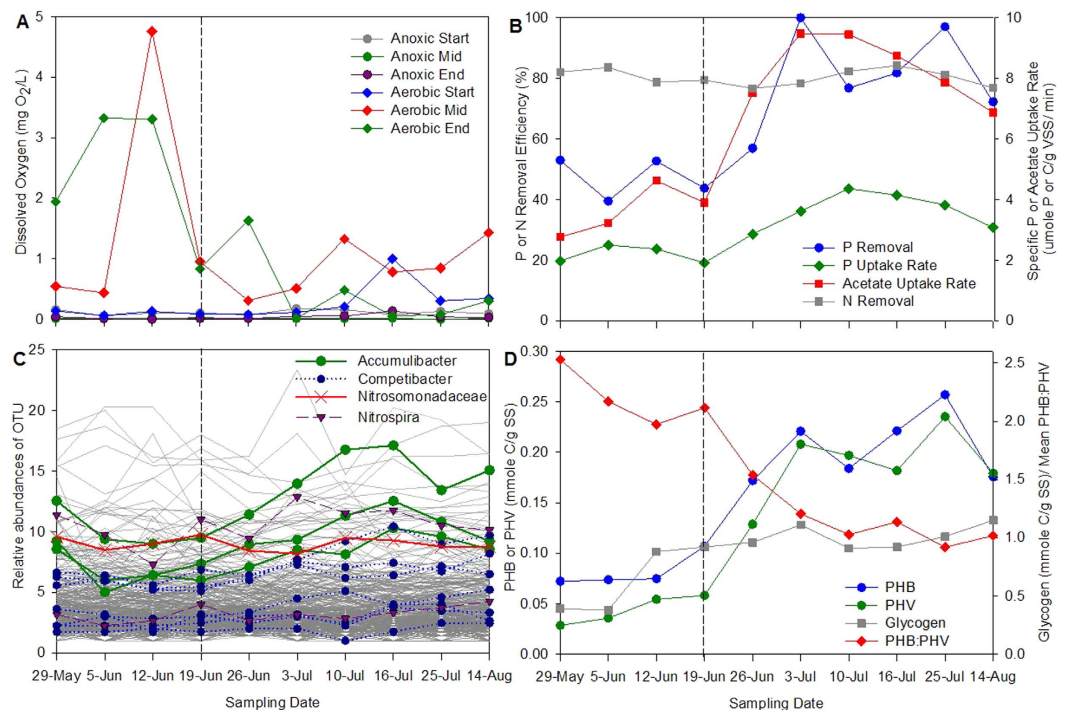 A
Dissolved Oxygen (mg O2/L)
5
4
3
2
1
0
Anoxic Start
Anoxic Mid
Anoxic End
Aerobic Start
Aerobic Mid
Aerobic End
B
P or N Removal Efficiency (%)
100
80
60
40
20
0
P Removal
P Uptake Rate
Acetate Uptake Rate
N Removal
10
8
6
4
2
0
Specific P or Acetate Uptake Rate
(umole P or C/g VSS/ min)
C
Relative abundances of OTU
25
20
15
10
5
0
Accumulibacter
Competibacter
Nitrosomonadaceae
Nitrospira
29-May 5-Jun 12-Jun 19-Jun 26-Jun 3-Jul 10-Jul 16-Jul 25-Jul 14-Aug
Sampling Date
D
PHB or PHV (mmole C/g SS)
0.30
0.25
0.20
0.15
0.10
0.05
0.00
PHB
PHV
Glycogen
PHB:PHV
2.5
2.0
1.5
1.0
0.5
0.0
Glycogen (mmole C/g SS)/ Mean PHB:PHV
29-May 5-Jun 12-Jun 19-Jun 26-Jun 3-Jul 10-Jul 16-Jul 25-Jul 14-Aug
Sampling Date